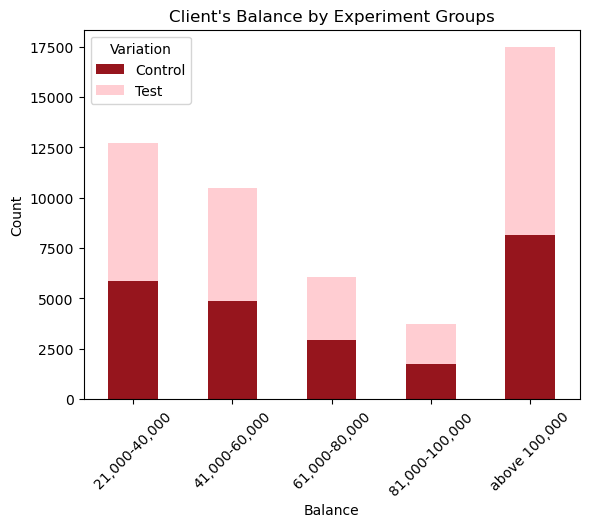 Client's Balance by Experiment Groups
Variation
Control
Test
17500
15000
12500
10000
7500
5000
2500
0
Count
21,000-40,000
41,000-60,000
61,000-80,000
81,000-100,000
above 100,000
Balance